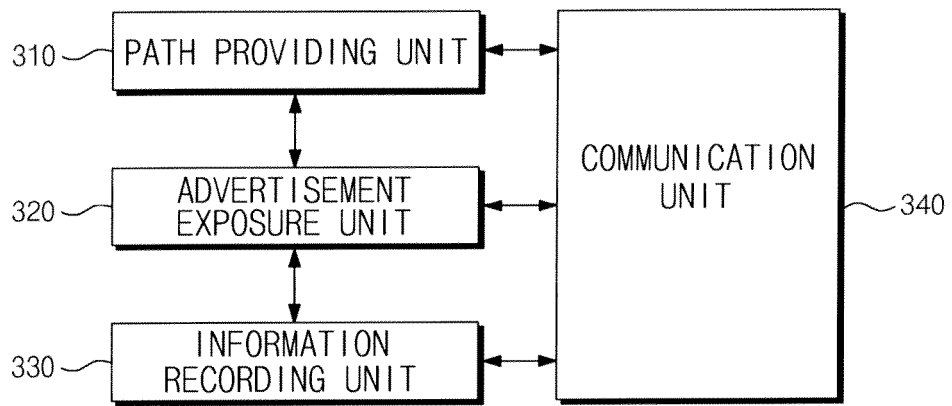 310
PATH PROVIDING UNIT
320
ADVERTISEMENT
EXPOSURE UNIT
330
INFORMATION
RECORDING UNIT
COMMUNICATION
UNIT
340